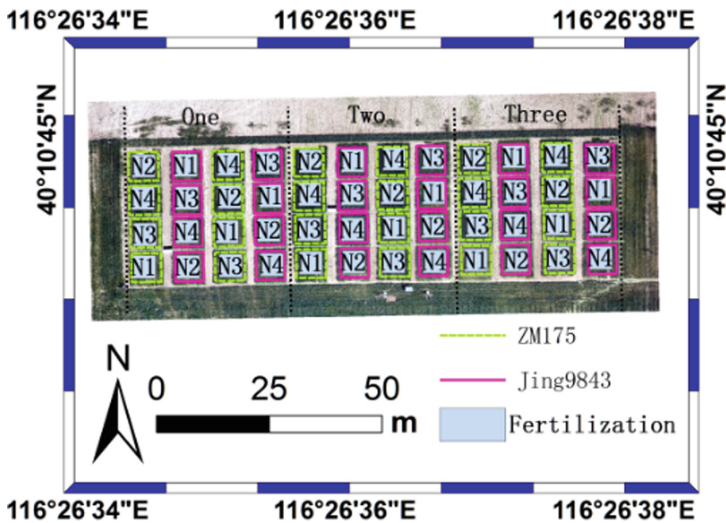 116°26'34"E 116°26'36"E 116°26'38"E
40°10'45"N 40°10'45"N
One Two Three
N2 N1 N4 N3 N2 N1 N4 N3 N2 N1 N4 N3
N4 N3 N2 N1 N4 N3 N2 N1 N4 N3 N2 N1
N3 N4 N1 N2 N3 N4 N1 N2 N3 N4 N1 N2
N1 N2 N3 N4 N1 N2 N3 N4 N1 N2 N3 N4
ZM175
N
Jing9843
0 25 50
m
Fertilization
116°26'34"E 116°26'36"E 116°26'38"E